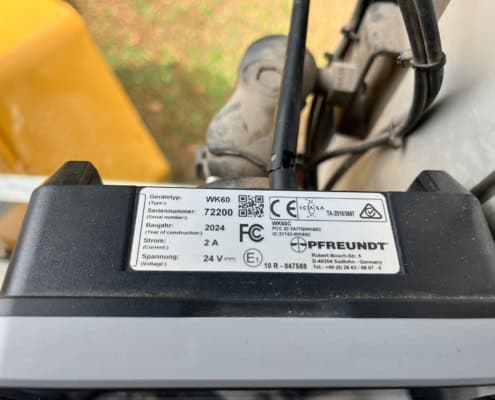 Gerätetyp: WK60
(Type:)
Seriennummer: 72200
(Serial number:)
Baujahr: 2024
(Year of construction:)
Strom: 2 A
(Current:)
Spannung: 24 V
(Voltage:)
CE
ICASA
TA-2019/3697
FC
WK60C
E1
10 R - 047588
PFREUNDT
Robert-Bosch-Str. 5
D-46354 Südlohn - Germany